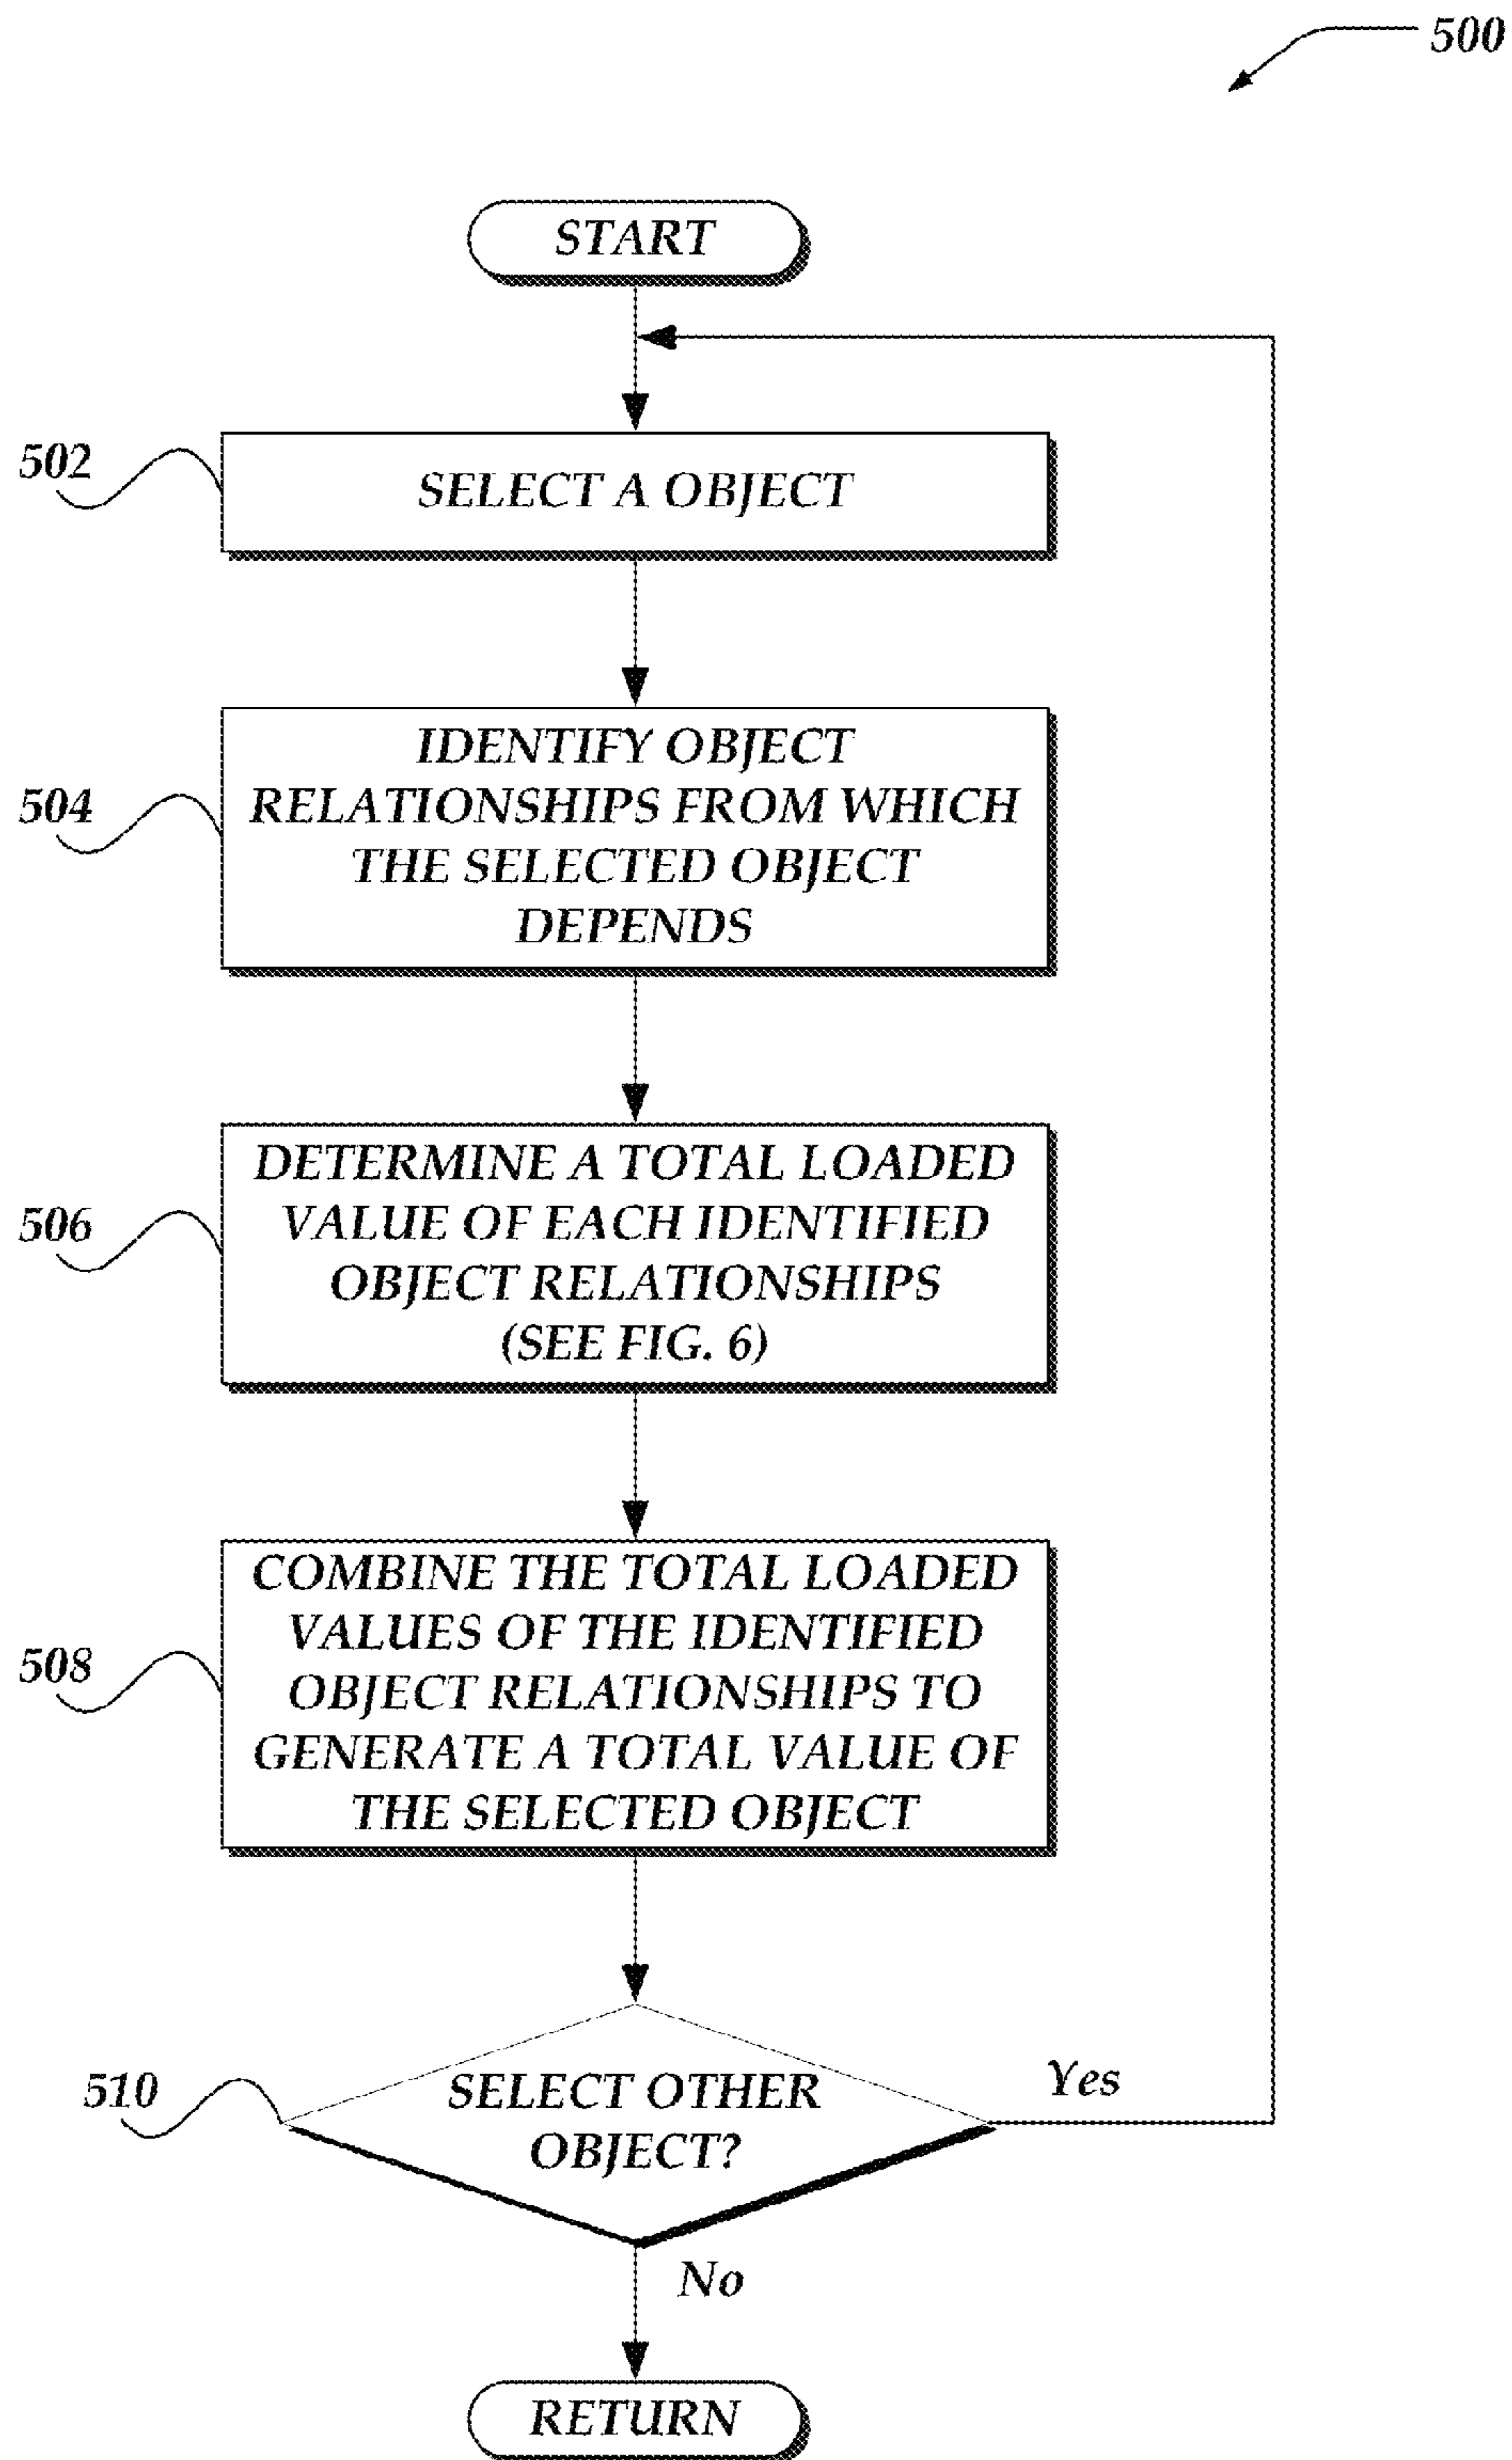 500
START
502
SELECT A OBJECT
504
IDENTIFY OBJECT
RELATIONSHIPS FROM WHICH
THE SELECTED OBJECT
DEPENDS
506
DETERMINE A TOTAL LOADED
VALUE OF EACH IDENTIFIED
OBJECT RELATIONSHIPS
(SEE FIG. 6)
508
COMBINE THE TOTAL LOADED
VALUES OF THE IDENTIFIED
OBJECT RELATIONSHIPS TO
GENERATE A TOTAL VALUE OF
THE SELECTED OBJECT
510
SELECT OTHER
OBJECT?
Yes
No
RETURN